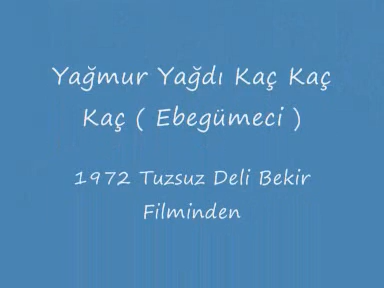 Yağmur Yağdı Kaç Kaç
Kaç ( Ebegümeci )
1972 Tuzsuz Deli Bekir
Filminden